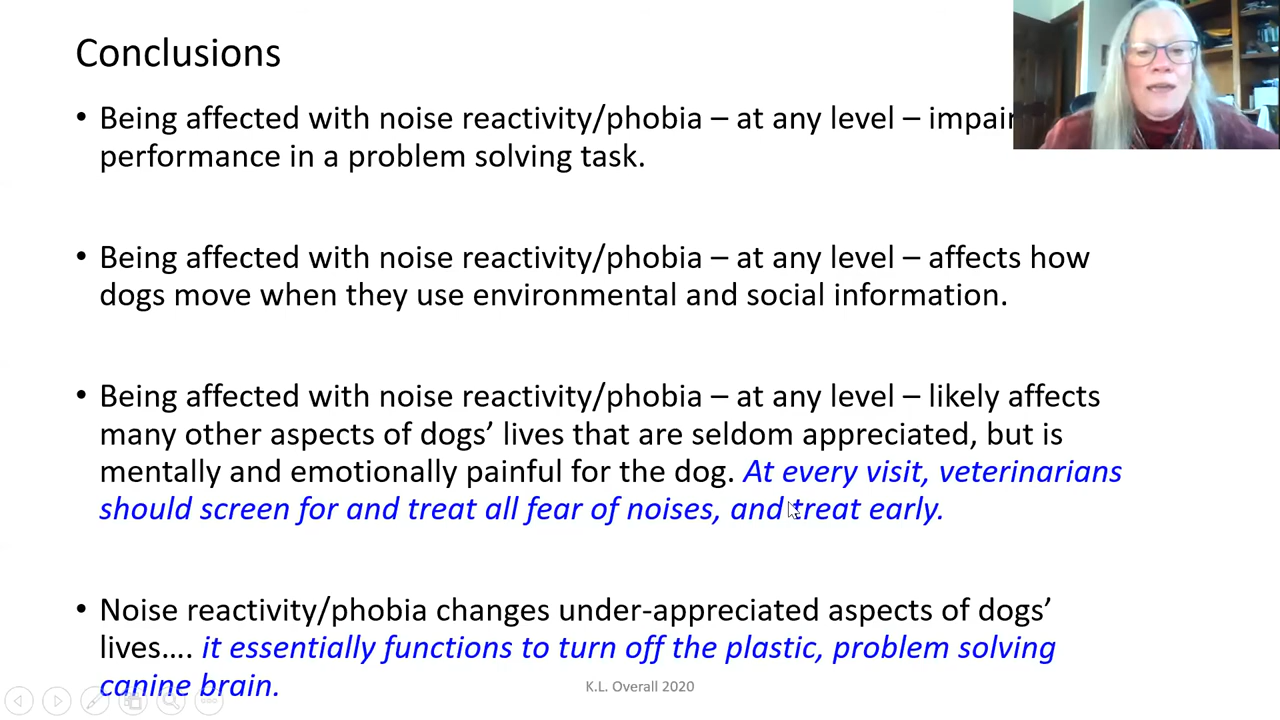 Conclusions
• Being affected with noise reactivity/phobia – at any level – impair
performance in a problem solving task.
• Being affected with noise reactivity/phobia – at any level – affects how
dogs move when they use environmental and social information.
• Being affected with noise reactivity/phobia – at any level – likely affects
many other aspects of dogs’ lives that are seldom appreciated, but is
mentally and emotionally painful for the dog. At every visit, veterinarians
should screen for and treat all fear of noises, and treat early.
• Noise reactivity/phobia changes under-appreciated aspects of dogs’
lives…. it essentially functions to turn off the plastic, problem solving
canine brain.
K.L. Overall 2020